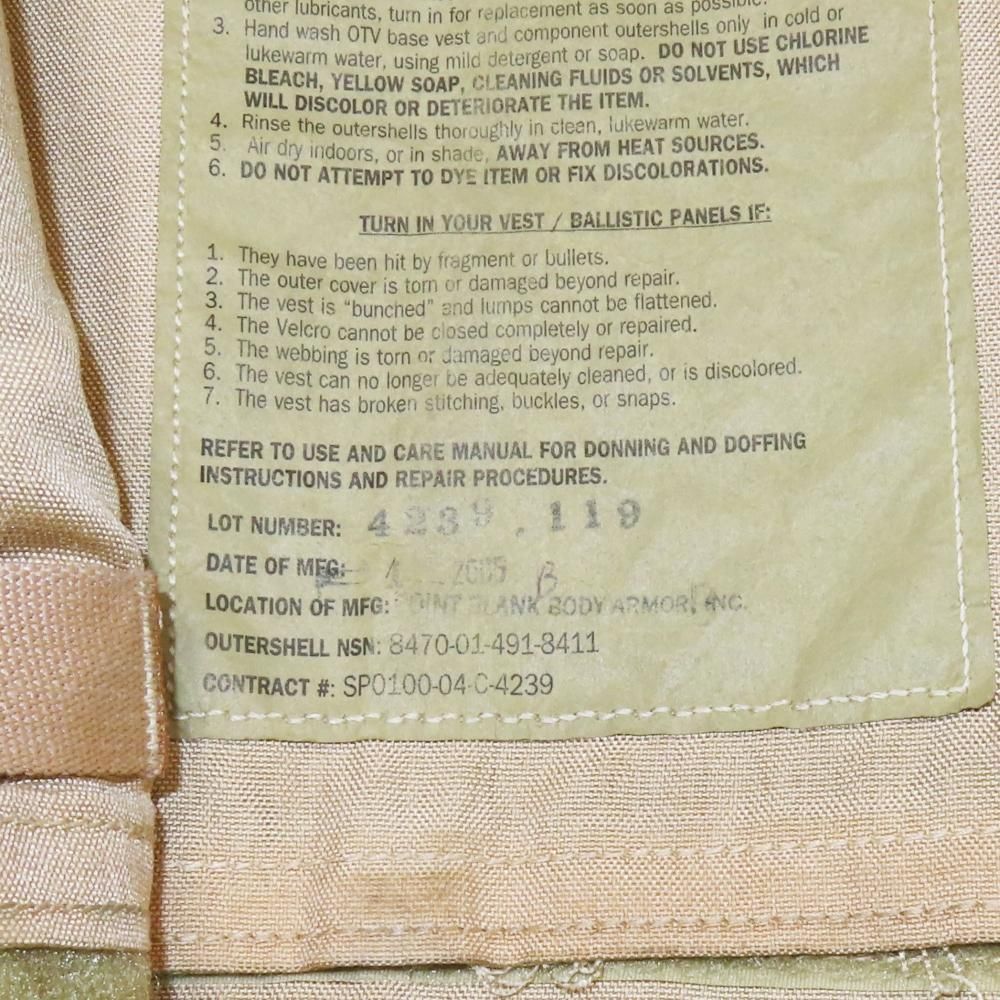 other lubricants, turn in for replacement as soon as possible.
3. Hand wash OTV base vest and component outershells only in cold or
lukewarm water, using mild detergent or soap. DO NOT USE CHLORINE
BLEACH, YELLOW SOAP, CLEANING FLUIDS OR SOLVENTS, WHICH
WILL DISCOLOR OR DETERIORATE THE ITEM.
4. Rinse the outershells thoroughly in clean, lukewarm water.
5. Air dry indoors, or in shade, AWAY FROM HEAT SOURCES.
6. DO NOT ATTEMPT TO DYE ITEM OR FIX DISCOLORATIONS.
TURN IN YOUR VEST / BALLISTIC PANELS IF:
1. They have been hit by fragment or bullets.
2. The outer cover is torn or damaged beyond repair.
3. The vest is "bunched" and lumps cannot be flattened.
4. The Velcro cannot be closed completely or repaired.
5. The webbing is torn or damaged beyond repair.
6. The vest can no longer be adequately cleaned, or is discolored.
7. The vest has broken stitching, buckles, or snaps.
REFER TO USE AND CARE MANUAL FOR DONNING AND DOFFING
INSTRUCTIONS AND REPAIR PROCEDURES.
LOT NUMBER: 4239.119
DATE OF MFG: 2005
LOCATION OF MFG: POINT BLANK BODY ARMOR, INC.
OUTERSHELL NSN: 8470-01-491-8411
CONTRACT #: SP0100-04-C-4239